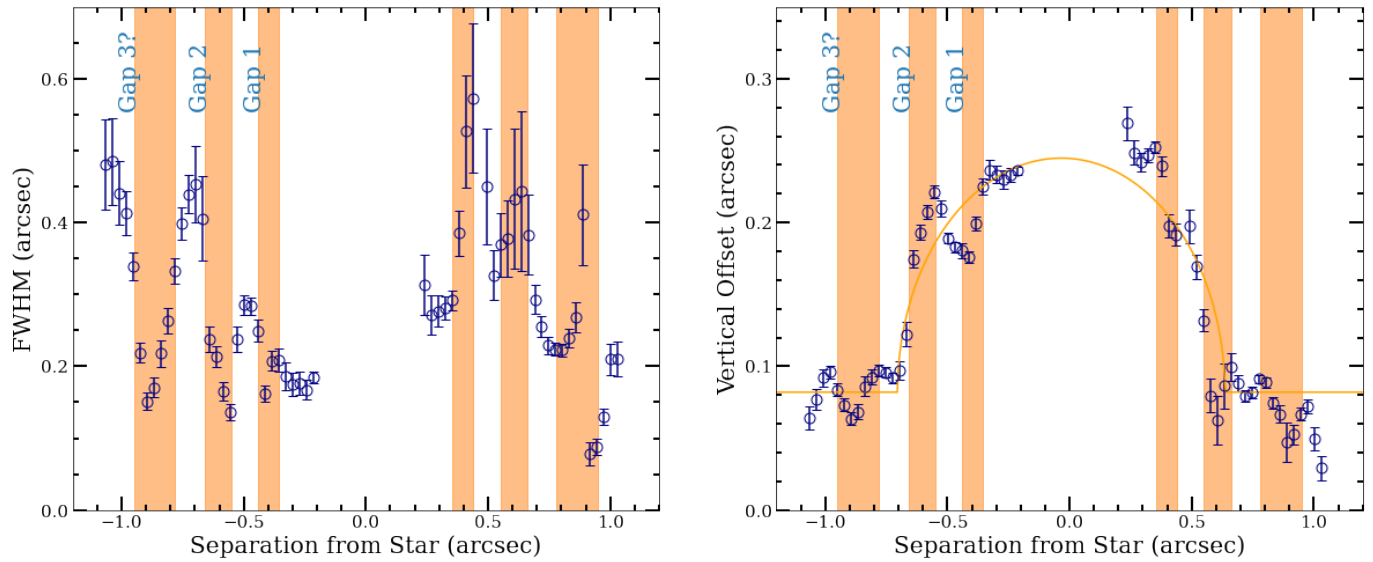 Gap 3?
Gap 2
Gap 1
FWHM (arcsec)
0.6
0.4
0.2
0.0
−1.0 −0.5 0.0 0.5 1.0
Separation from Star (arcsec)
Gap 3?
Gap 2
Gap 1
Vertical Offset (arcsec)
0.3
0.2
0.1
0.0
−1.0 −0.5 0.0 0.5 1.0
Separation from Star (arcsec)